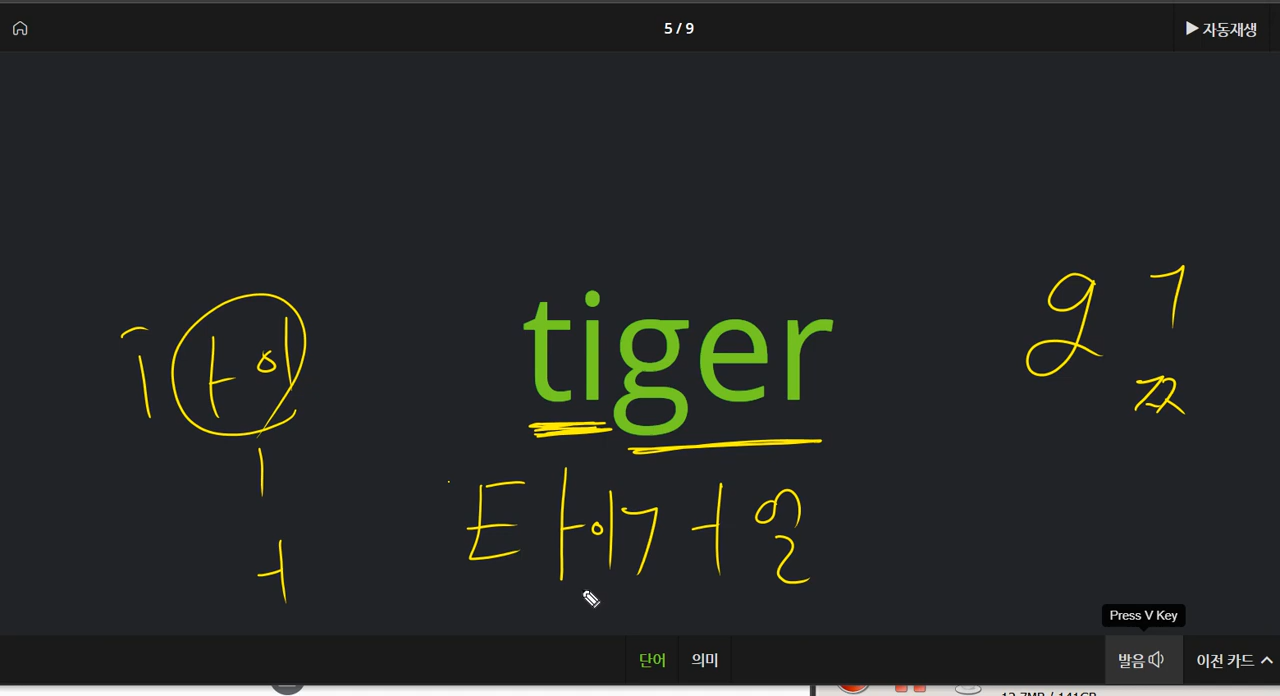 5 / 9
▶ 자동재생
i ㅏㅇㅣ
tiger
g ㄱ
ㅈ
ㅣ
ㅌㅏ이ㄱㅓ얼
ㅓ
Press V Key
단어
의미
발음
이전 카드